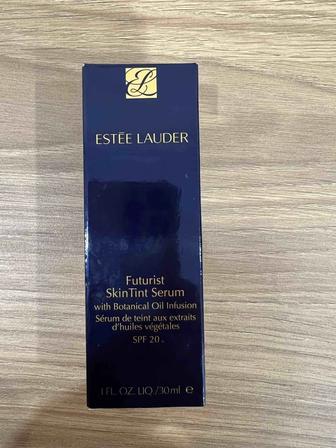 ESTĒE LAUDER
Futurist
SkinTint Serum
with Botanical Oil Infusion
Sérum de teint aux extraits
d'huiles végétales
SPF 20
1 FL. OZ. LIQ./30ml e